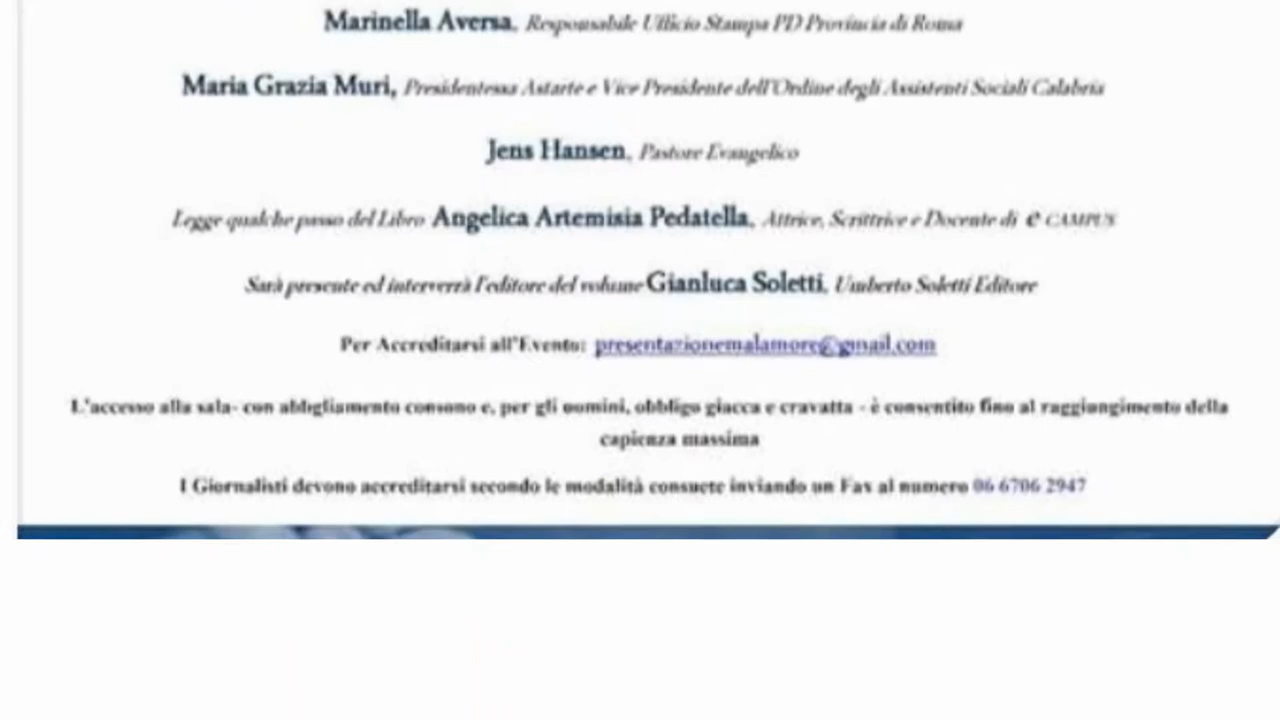 Marinella Aversa, Responsabile Ufficio Stampa PD Provincia di Roma
Maria Grazia Muri, Presidentessa Astarte e Vice Presidente dell'Ordine degli Assistenti Sociali Calabria
Jens Hansen, Pastore Evangelico
Legge qualche passo del Libro Angelica Artemisia Pedatella, Attrice, Scrittrice e Docente di e CAMPUS
Sarà presente ed interverrà l'editore del volume Gianluca Soletti, Umberto Soletti Editore
Per Accreditarsi all'Evento: presentazionemalamore@gmail.com
L'accesso alla sala- con abbigliamento consono e, per gli uomini, obbligo giacca e cravatta - è consentito fino al raggiungimento della
capienza massima
I Giornalisti devono accreditarsi secondo le modalità consuete inviando un Fax al numero 06 6706 2947